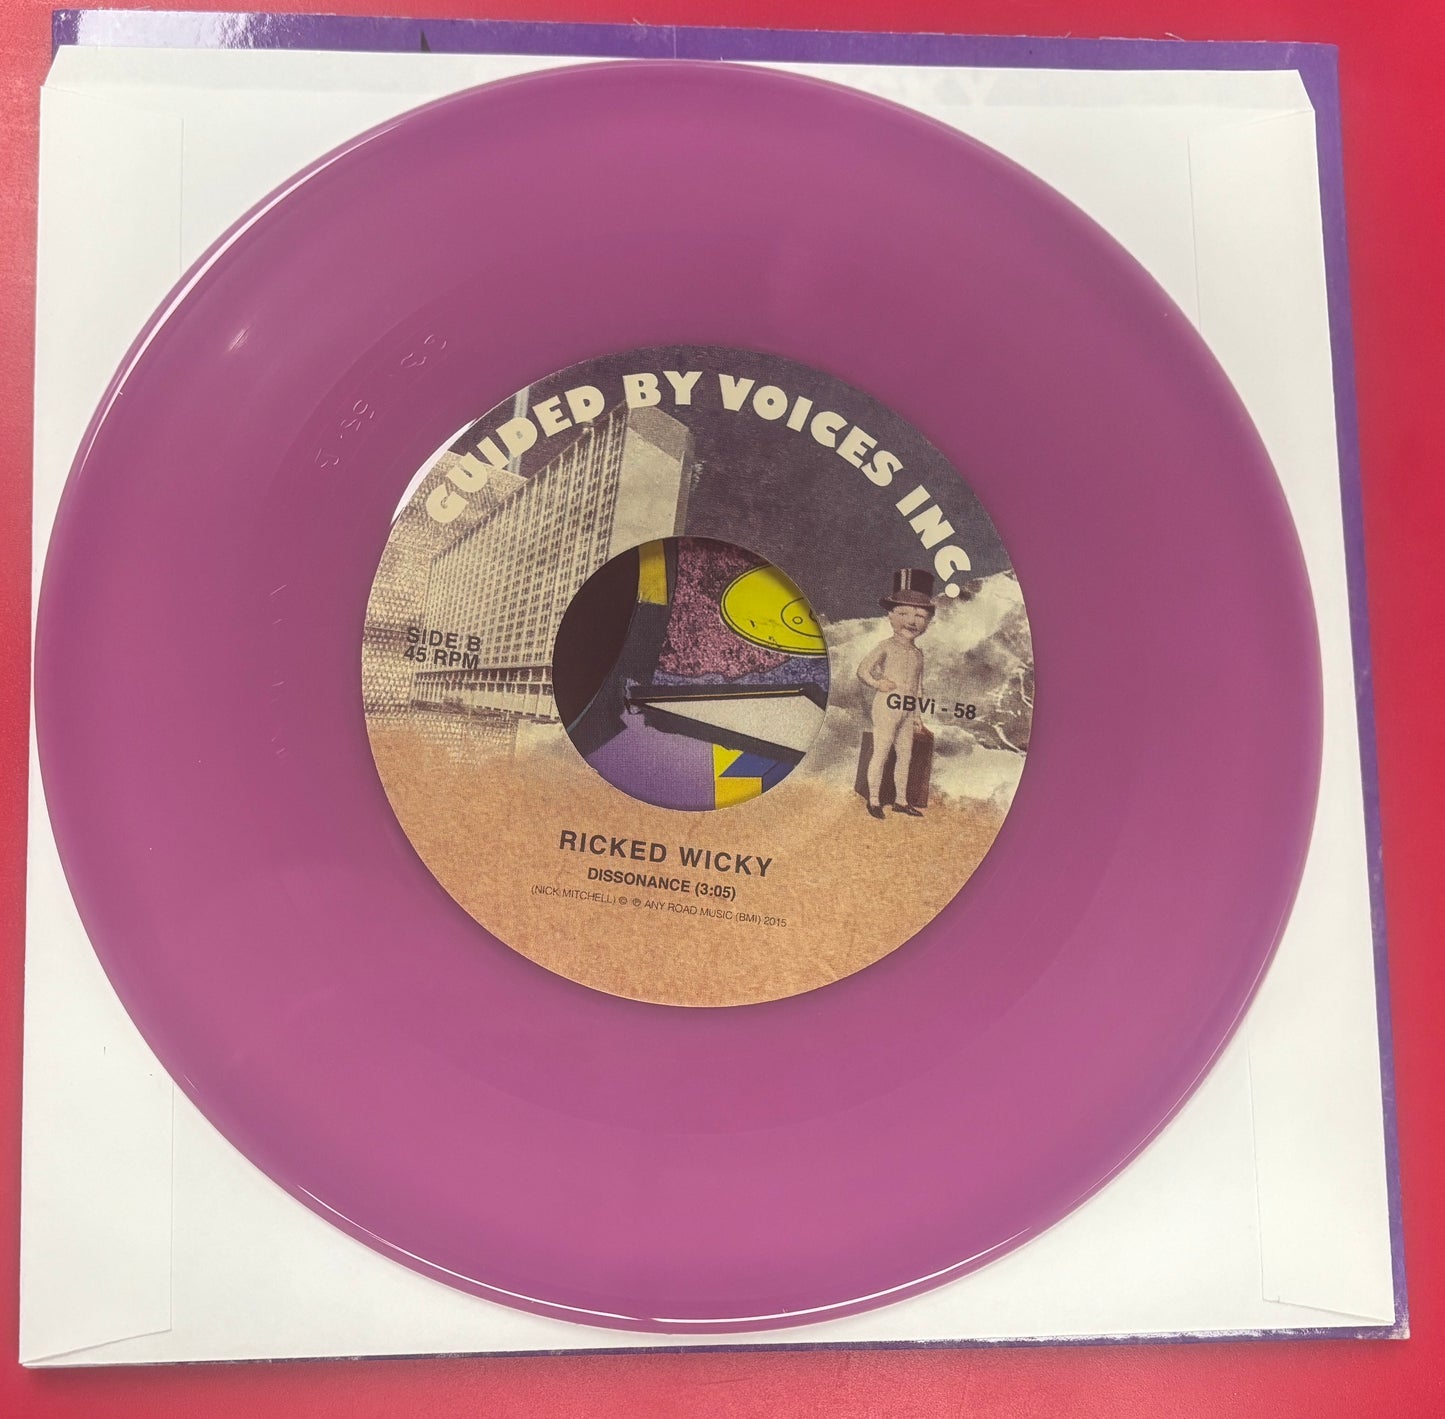 GUIDED BY VOICES INC.
SIDE B
45 RPM
GBVi - 58
RICKED WICKY
DISSONANCE (3:05)
(NICK MITCHELL) © ℗ ANY ROAD MUSIC (BMI) 2015